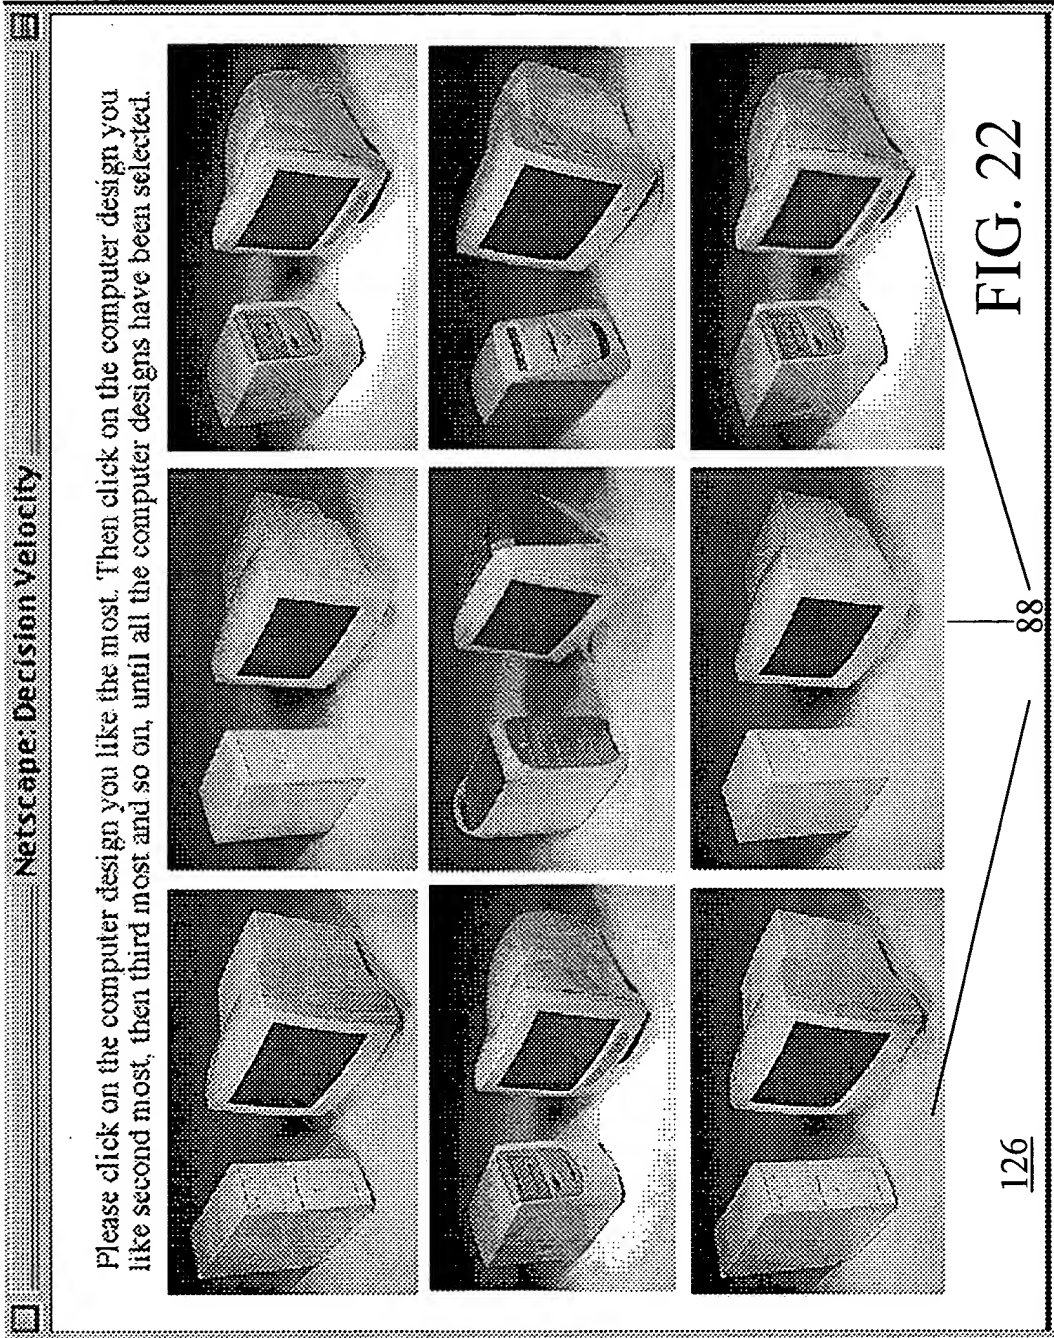 Netscape: Decision Velocity
Please click on the computer design you like the most. Then click on the computer design you
like second most, then third most and so on, until all the computer designs have been selected.
88
126
FIG. 22